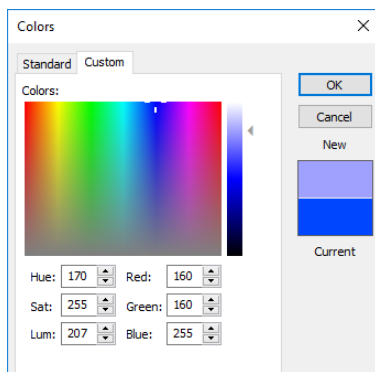 Colors
Standard Custom
Colors:
OK
Cancel
New
Current
Hue: 170 Red: 160
Sat: 255 Green: 160
Lum: 207 Blue: 255